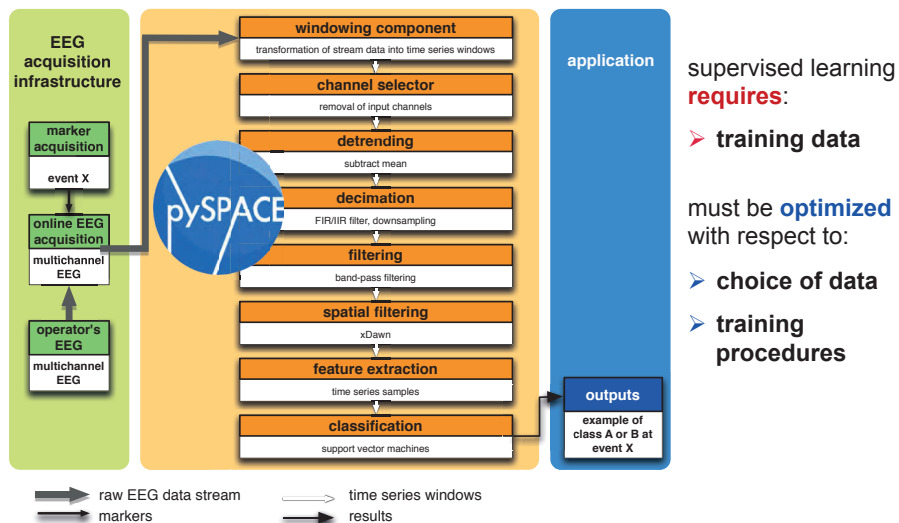 EEG
acquisition
infrastructure
marker
acquisition
event X
online EEG
acquisition
multichannel
EEG
operator's
EEG
multichannel
EEG
pySPACE
windowing component
transformation of stream data into time series windows
channel selector
removal of input channels
detrending
subtract mean
decimation
FIR/IIR filter, downsampling
filtering
band-pass filtering
spatial filtering
xDawn
feature extraction
time series samples
classification
support vector machines
application
outputs
example of
class A or B at
event X
supervised learning
requires:
➢ training data
must be optimized
with respect to:
➢ choice of data
➢ training
procedures
raw EEG data stream
markers
time series windows
results